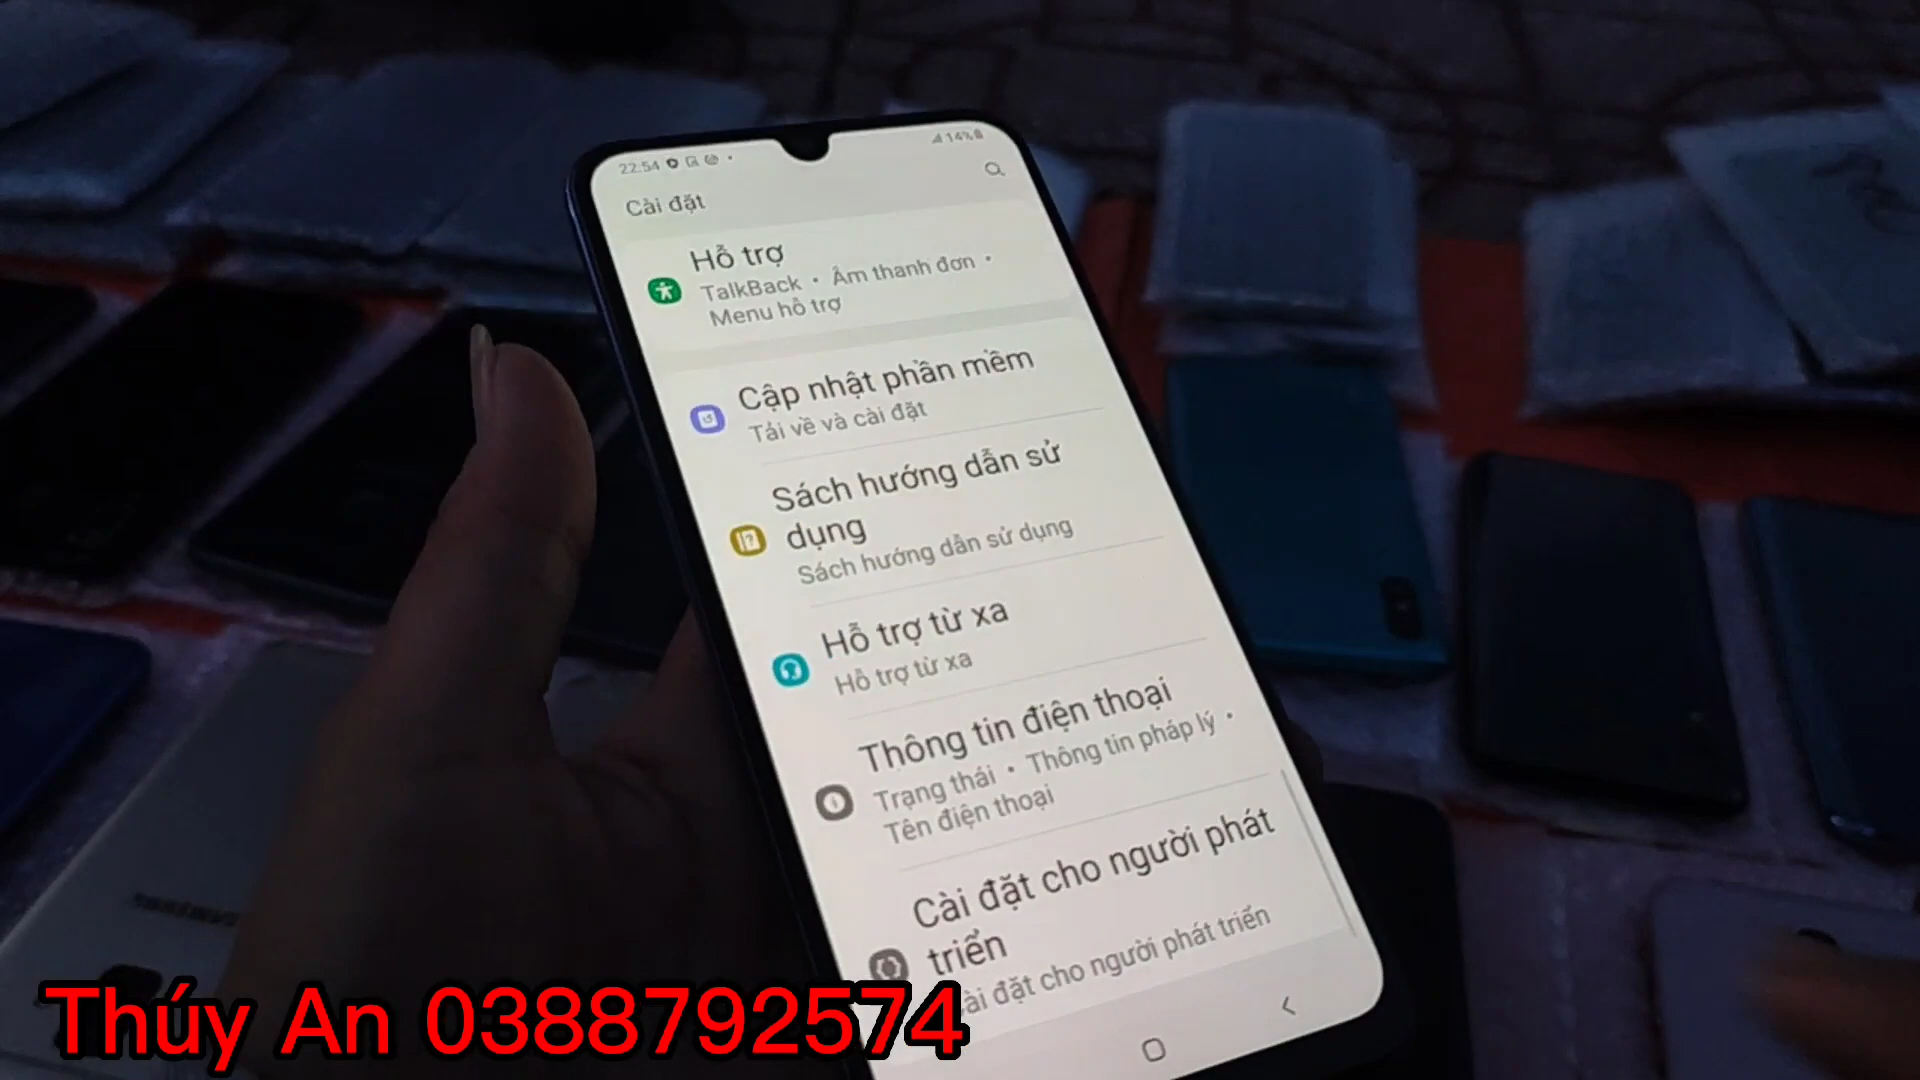 22:54
14%
Cài đặt
Hỗ trợ
TalkBack • Âm thanh đơn •
Menu hỗ trợ
Cập nhật phần mềm
Tải về và cài đặt
Sách hướng dẫn sử
dụng
Sách hướng dẫn sử dụng
Hỗ trợ từ xa
Hỗ trợ từ xa
Thông tin điện thoại
Trạng thái • Thông tin pháp lý •
Tên điện thoại
Cài đặt cho người phát
triển
Cài đặt cho người phát triển
SAMSUNG
Thúy An 0388792574